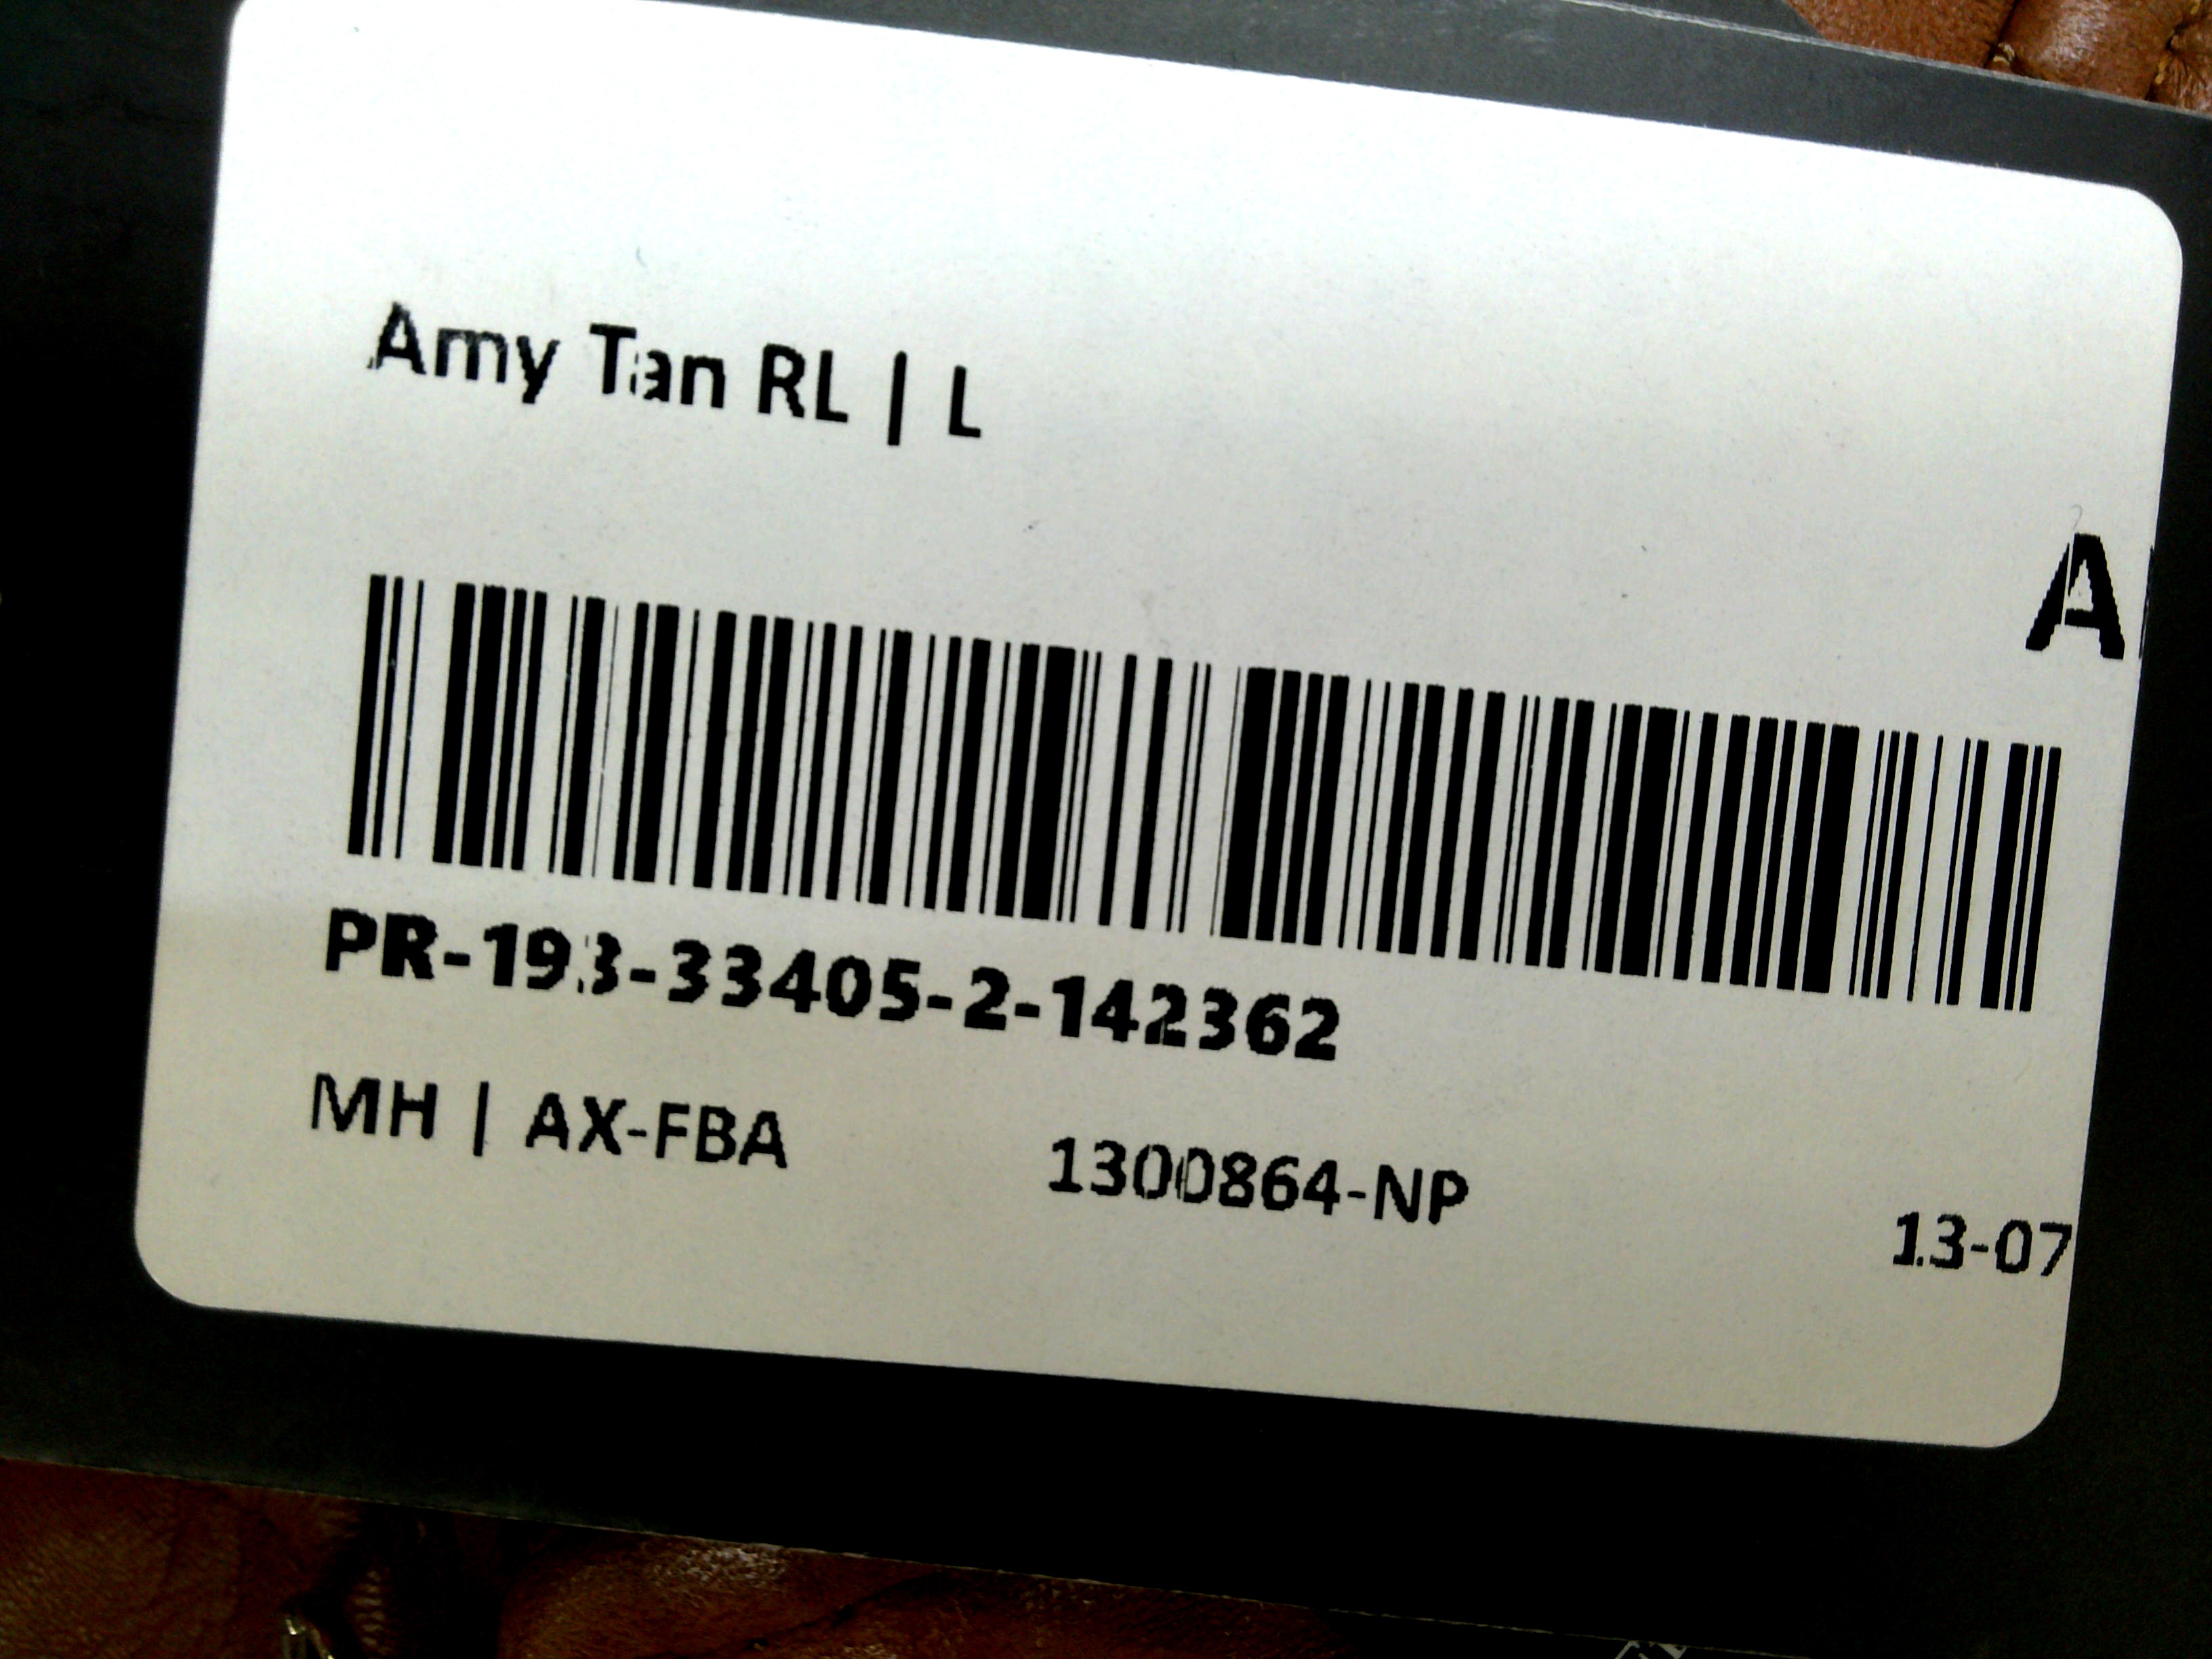 Amy Tan RL | L
A
PR-193-33405-2-142362
MH | AX-FBA 1300864-NP 13-07